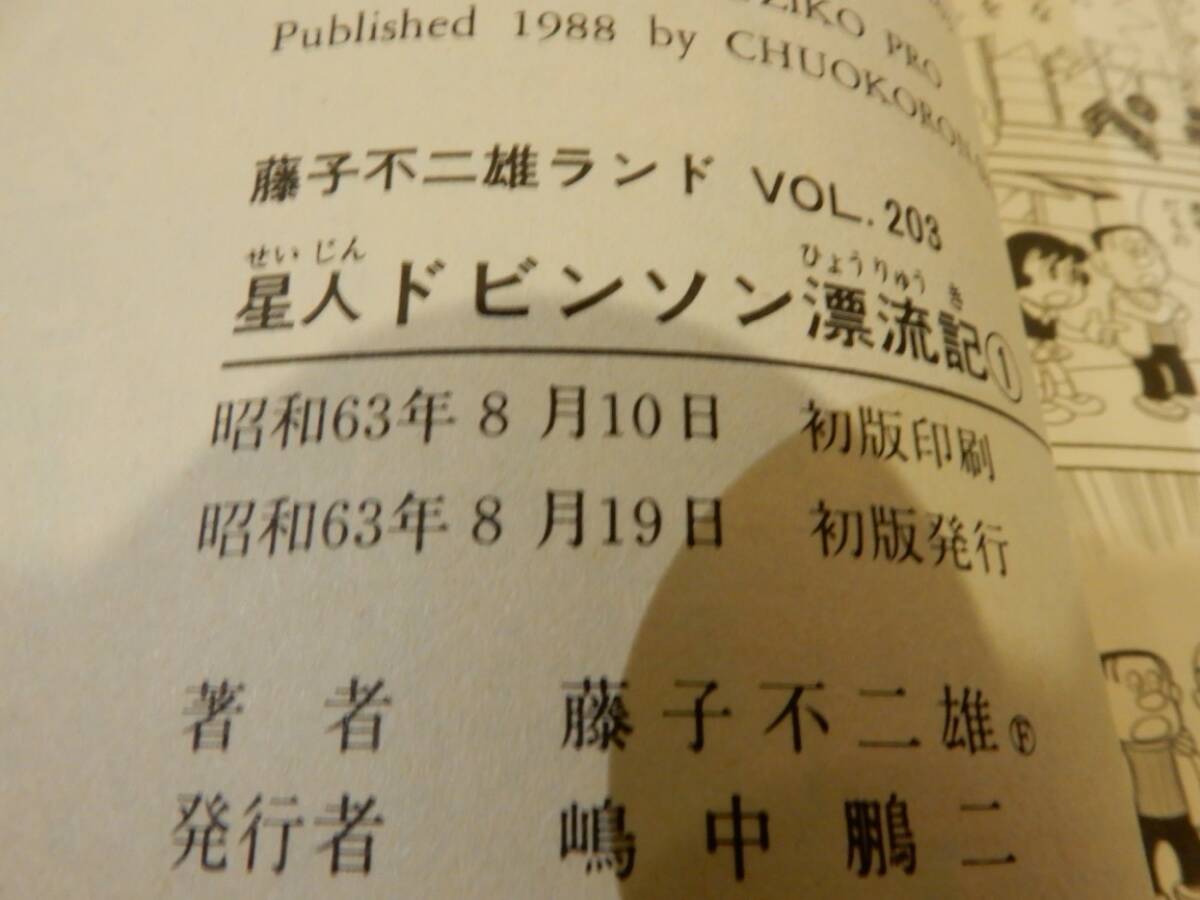 PRO
Published 1988 by
藤子不二雄ランド VOL. 203
せいじん ひょうりゅう き
星人ドビンソン漂流記①
昭和63年8月10日 初版印刷
昭和63年8月19日 初版発行
著者 藤子不二雄Ⓕ
発行者 嶋中鵬二